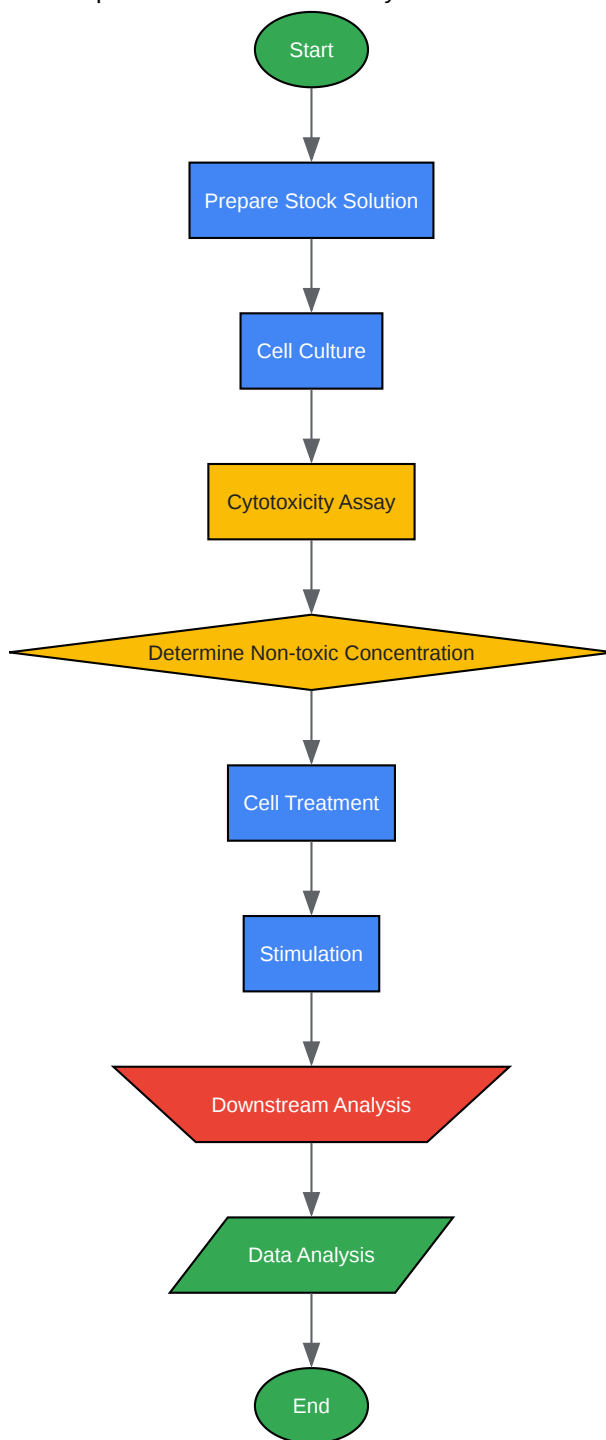 Start
Prepare Stock Solution
Cell Culture
Cytotoxicity Assay
Determine Non-toxic Concentration
Cell Treatment
Stimulation
Downstream Analysis
Data Analysis
End